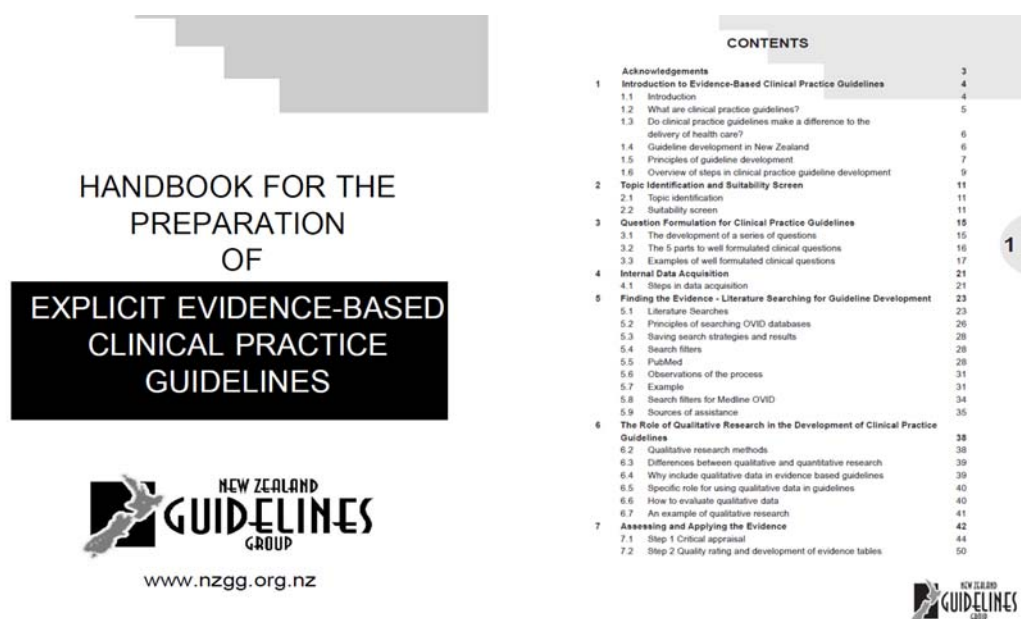 HANDBOOK FOR THE
PREPARATION
OF
EXPLICIT EVIDENCE-BASED
CLINICAL PRACTICE
GUIDELINES
NEW ZEALAND
GUIDELINES
GROUP
www.nzgg.org.nz
CONTENTS
Acknowledgements 3
1 Introduction to Evidence-Based Clinical Practice Guidelines 4
1.1 Introduction 4
1.2 What are clinical practice guidelines? 5
1.3 Do clinical practice guidelines make a difference to the
delivery of health care? 6
1.4 Guideline development in New Zealand 6
1.5 Principles of guideline development 7
1.6 Overview of steps in clinical practice guideline development 9
2 Topic Identification and Suitability Screen 11
2.1 Topic identification 11
2.2 Suitability screen 11
3 Question Formulation for Clinical Practice Guidelines 15
3.1 The development of a series of questions 15
3.2 The 5 parts to well formulated clinical questions 16
3.3 Examples of well formulated clinical questions 17
4 Internal Data Acquisition 21
4.1 Steps in data acquisition 21
5 Finding the Evidence - Literature Searching for Guideline Development 23
5.1 Literature Searches 23
5.2 Principles of searching OVID databases 26
5.3 Saving search strategies and results 28
5.4 Search filters 28
5.5 PubMed 28
5.6 Observations of the process 31
5.7 Example 31
5.8 Search filters for Medline OVID 34
5.9 Sources of assistance 35
6 The Role of Qualitative Research in the Development of Clinical Practice
Guidelines 38
6.2 Qualitative research methods 38
6.3 Differences between qualitative and quantitative research 39
6.4 Why include qualitative data in evidence based guidelines 39
6.5 Specific role for using qualitative data in guidelines 40
6.6 How to evaluate qualitative data 40
6.7 An example of qualitative research 41
7 Assessing and Applying the Evidence 42
7.1 Step 1 Critical appraisal 44
7.2 Step 2 Quality rating and development of evidence tables 50
1
NEW ZEALAND
GUIDELINES
GROUP